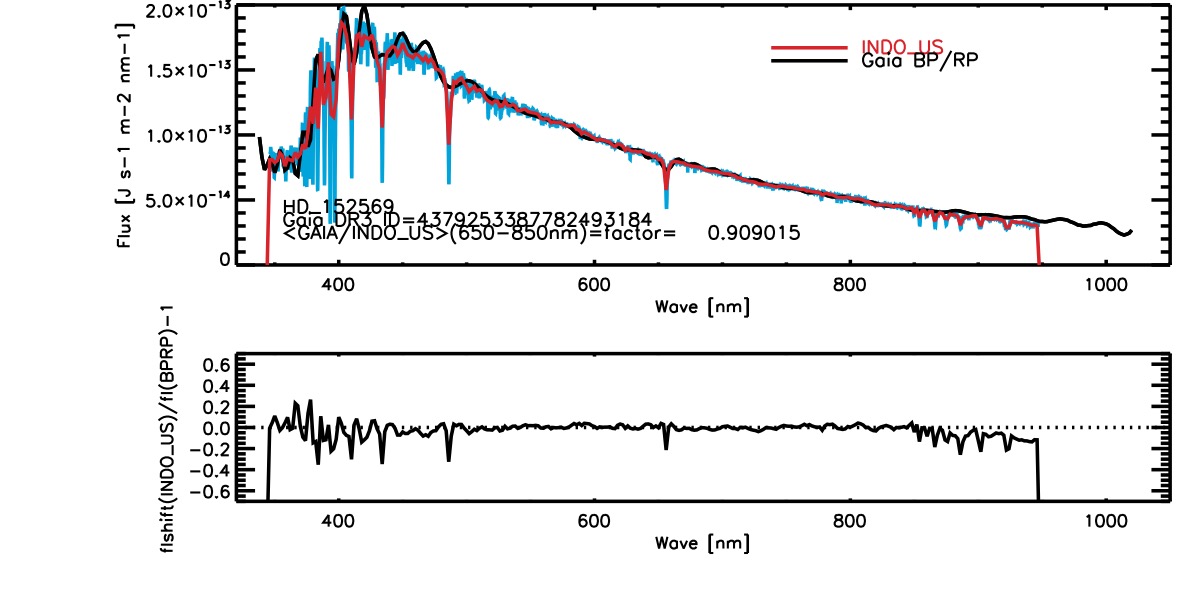 2.0×10⁻¹³
1.5×10⁻¹³
1.0×10⁻¹³
5.0×10⁻¹⁴
0
Flux [J s−1 m−2 nm−1]
INDO_US
Gaia BP/RP
HD_152569
Gaia DR3_ID=4379253387782493184
<GAIA/INDO_US>(650−850nm)=factor= 0.909015
400 600 800 1000
Wave [nm]
flshift(INDO_US)/fl(BPRP)−1
0.6
0.4
0.2
0.0
−0.2
−0.4
−0.6
400 600 800 1000
Wave [nm]